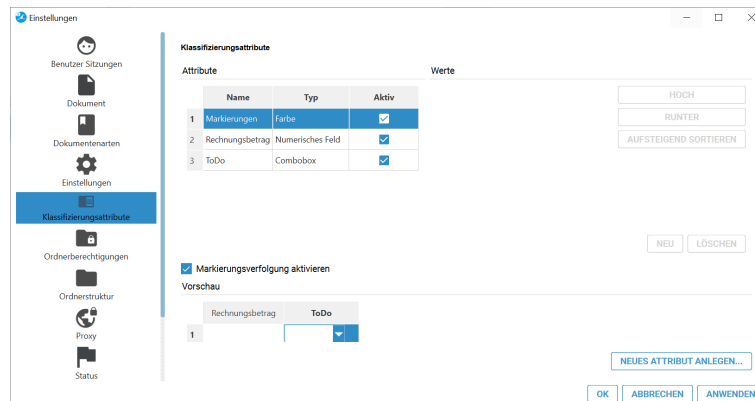 Einstellungen
Benutzer Sitzungen
Dokument
Dokumentenarten
Einstellungen
Klassifizierungsattribute
Ordnerberechtigungen
Ordnerstruktur
Proxy
Status
Klassifizierungsattribute
Attribute
Werte
Name Typ Aktiv
1 Markierungen Farbe
2 Rechnungsbetrag Numerisches Feld
3 ToDo Combobox
HOCH
RUNTER
AUFSTEIGEND SORTIEREN
NEU LÖSCHEN
Markierungsverfolgung aktivieren
Vorschau
Rechnungsbetrag ToDo
1
NEUES ATTRIBUT ANLEGEN...
OK ABBRECHEN ANWENDEN